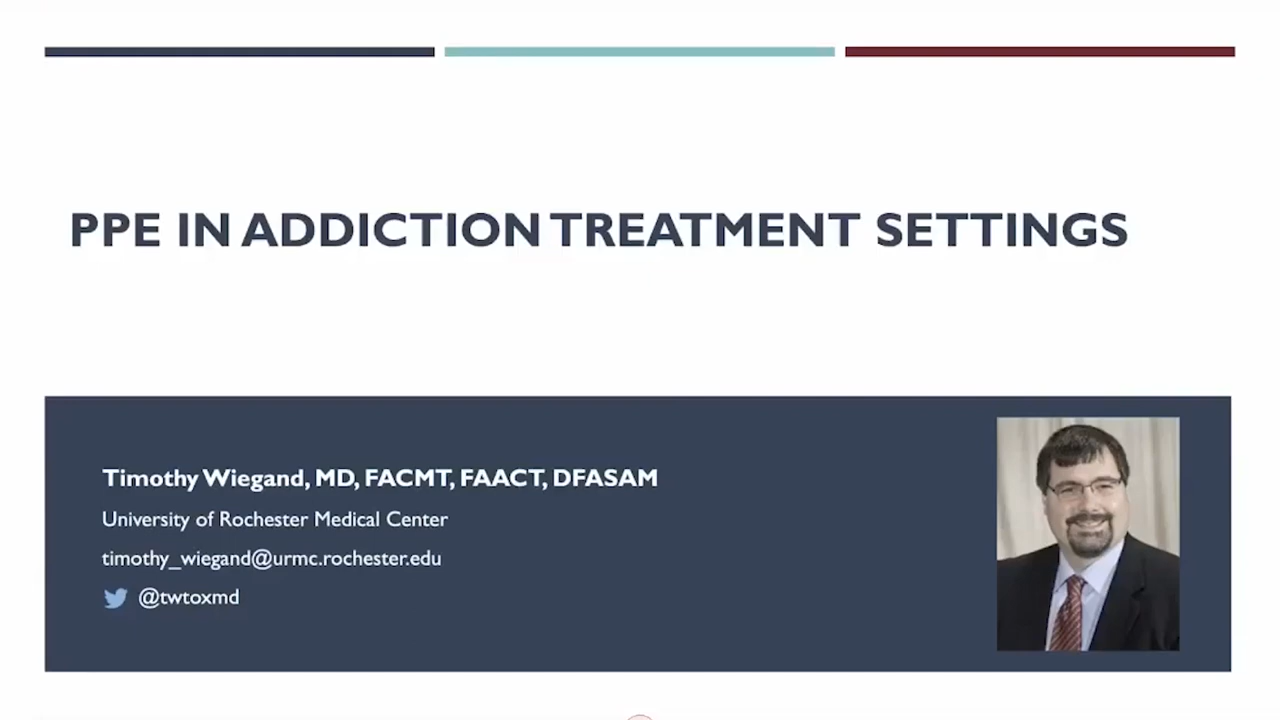 PPE IN ADDICTION TREATMENT SETTINGS
Timothy Wiegand, MD, FACMT, FAACT, DFASAM
University of Rochester Medical Center
timothy_wiegand@urmc.rochester.edu
@twtoxmd